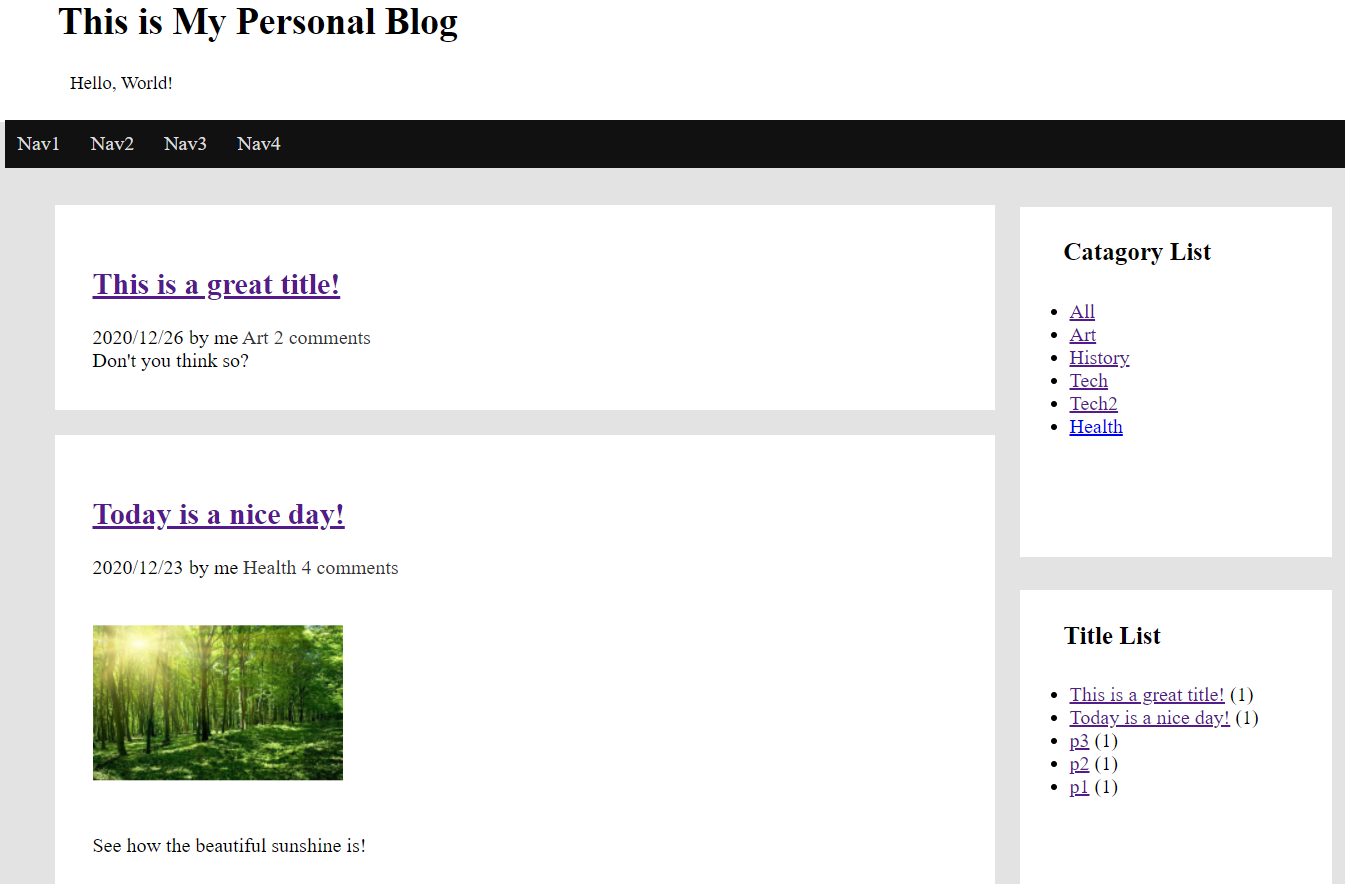 This is My Personal Blog
Hello, World!
Nav1 Nav2 Nav3 Nav4
This is a great title!
2020/12/26 by me Art 2 comments
Don't you think so?
Today is a nice day!
2020/12/23 by me Health 4 comments
See how the beautiful sunshine is!
Catagory List
All
Art
History
Tech
Tech2
Health
Title List
This is a great title! (1)
Today is a nice day! (1)
p3 (1)
p2 (1)
p1 (1)